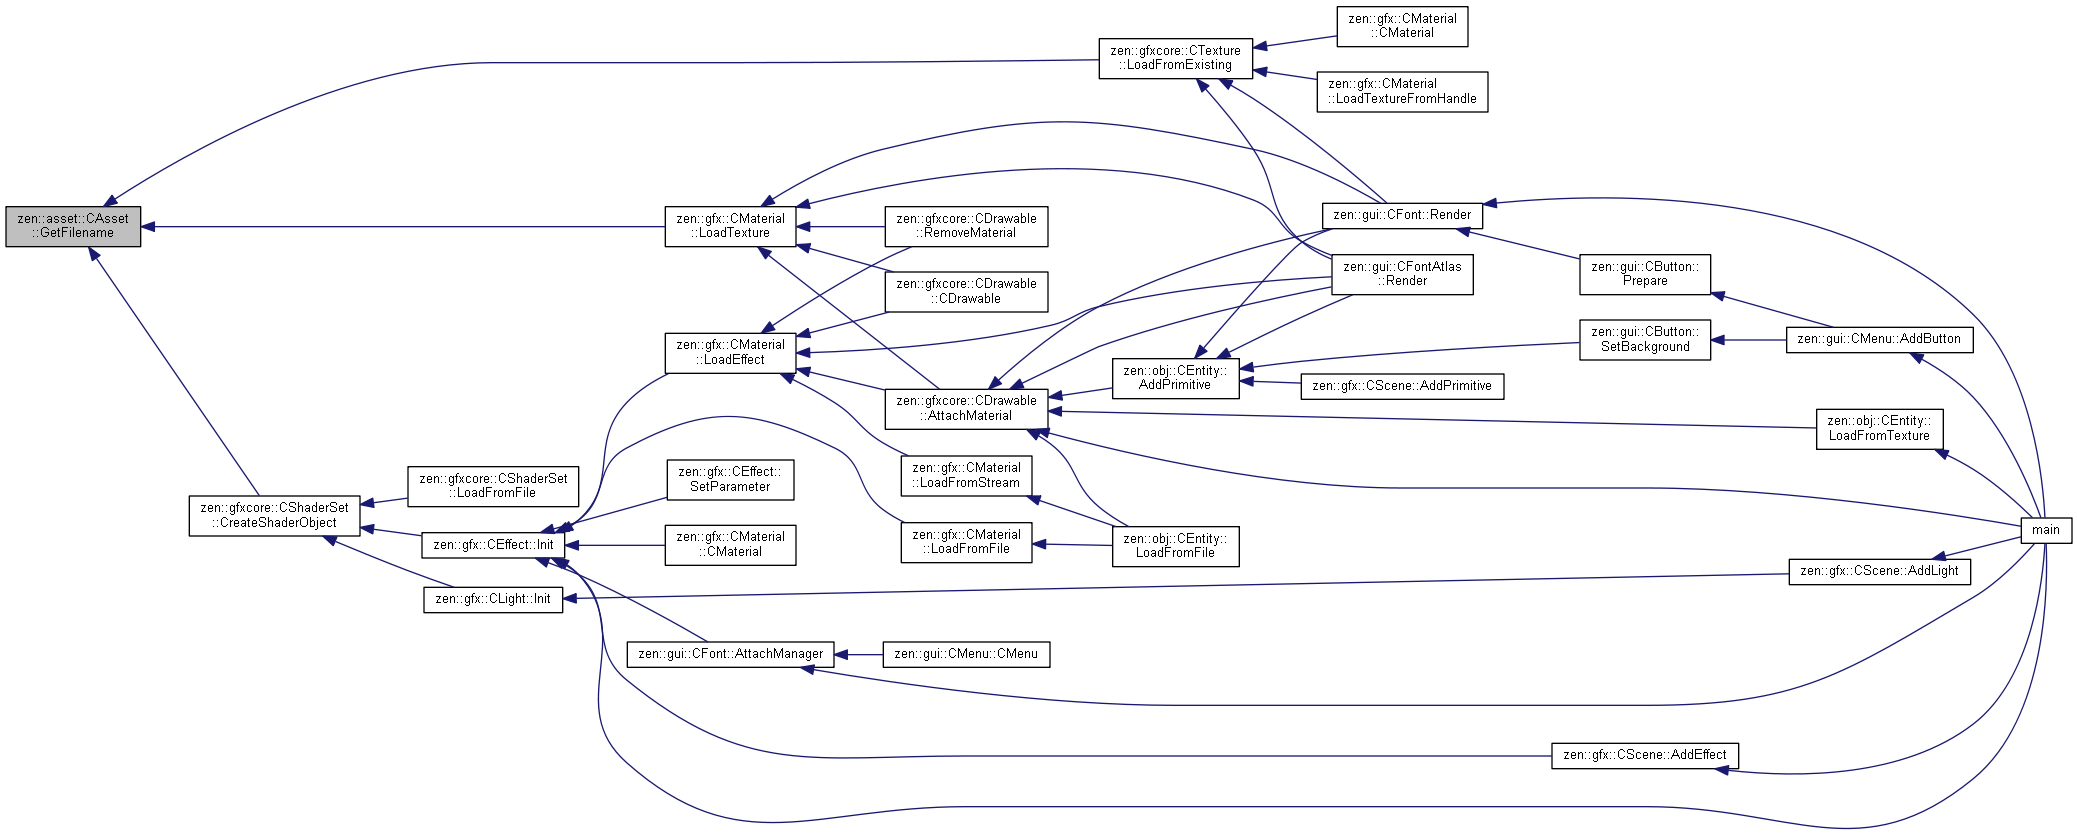 zen::gfx::CMaterial
::CMaterial
zen::gfxcore::CTexture
::LoadFromExisting
zen::gfx::CMaterial
::LoadTextureFromHandle
zen::asset::CAsset
::GetFilename
zen::gfx::CMaterial
::LoadTexture
zen::gfxcore::CDrawable
::RemoveMaterial
zen::gui::CFont::Render
zen::gfxcore::CDrawable
::CDrawable
zen::gui::CFontAtlas
::Render
zen::gui::CButton::
Prepare
zen::gfx::CMaterial
::LoadEffect
zen::gui::CButton::
SetBackground
zen::gui::CMenu::AddButton
zen::obj::CEntity::
AddPrimitive
zen::gfx::CScene::AddPrimitive
zen::gfxcore::CDrawable
::AttachMaterial
zen::obj::CEntity::
LoadFromTexture
zen::gfxcore::CShaderSet
::LoadFromFile
zen::gfx::CEffect::
SetParameter
zen::gfx::CMaterial
::LoadFromStream
zen::gfxcore::CShaderSet
::CreateShaderObject
zen::gfx::CEffect::Init
zen::gfx::CMaterial
::CMaterial
zen::gfx::CMaterial
::LoadFromFile
zen::obj::CEntity::
LoadFromFile
main
zen::gfx::CLight::Init
zen::gfx::CScene::AddLight
zen::gui::CFont::AttachManager
zen::gui::CMenu::CMenu
zen::gfx::CScene::AddEffect